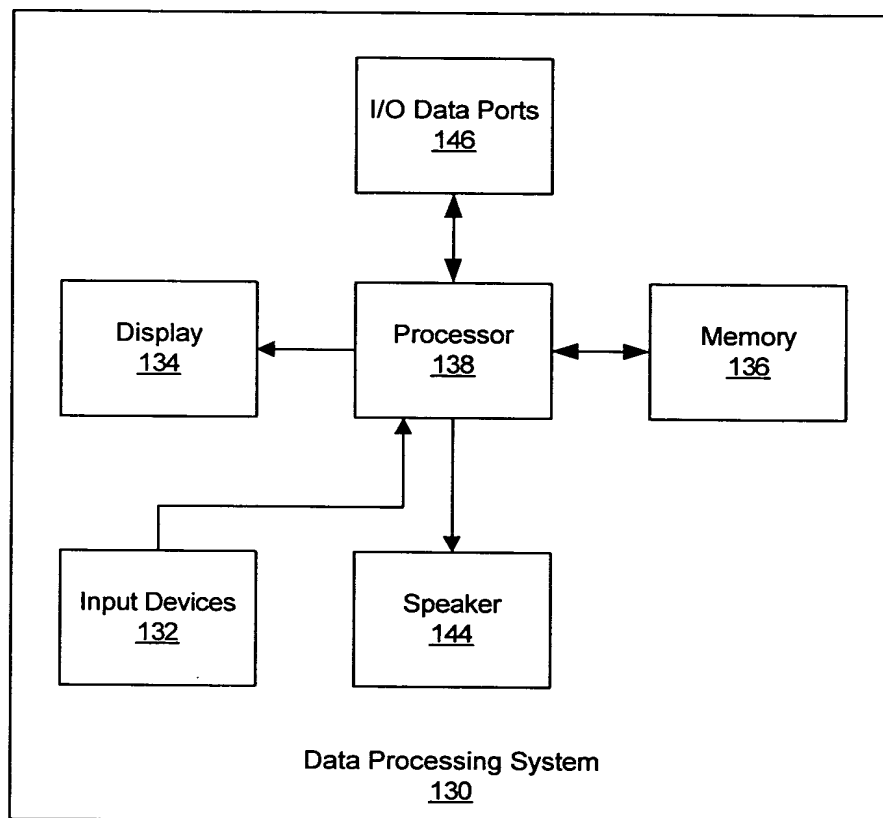 I/O Data Ports
146
Display
134
Processor
138
Memory
136
Input Devices
132
Speaker
144
Data Processing System
130